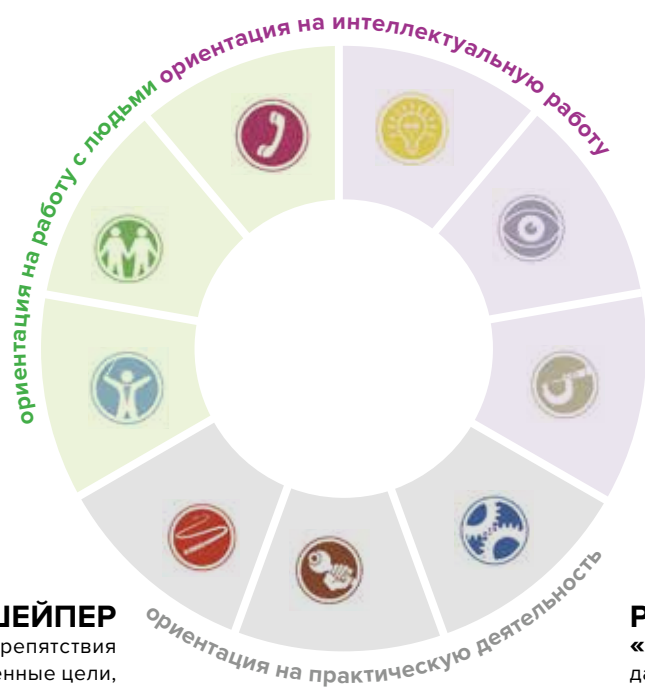 ориентация на работу с людьми
ориентация на интеллектуальную работу
ориентация на практическую деятельность
ШЕЙПЕР
репятствия
енные цели,
Р
«
да